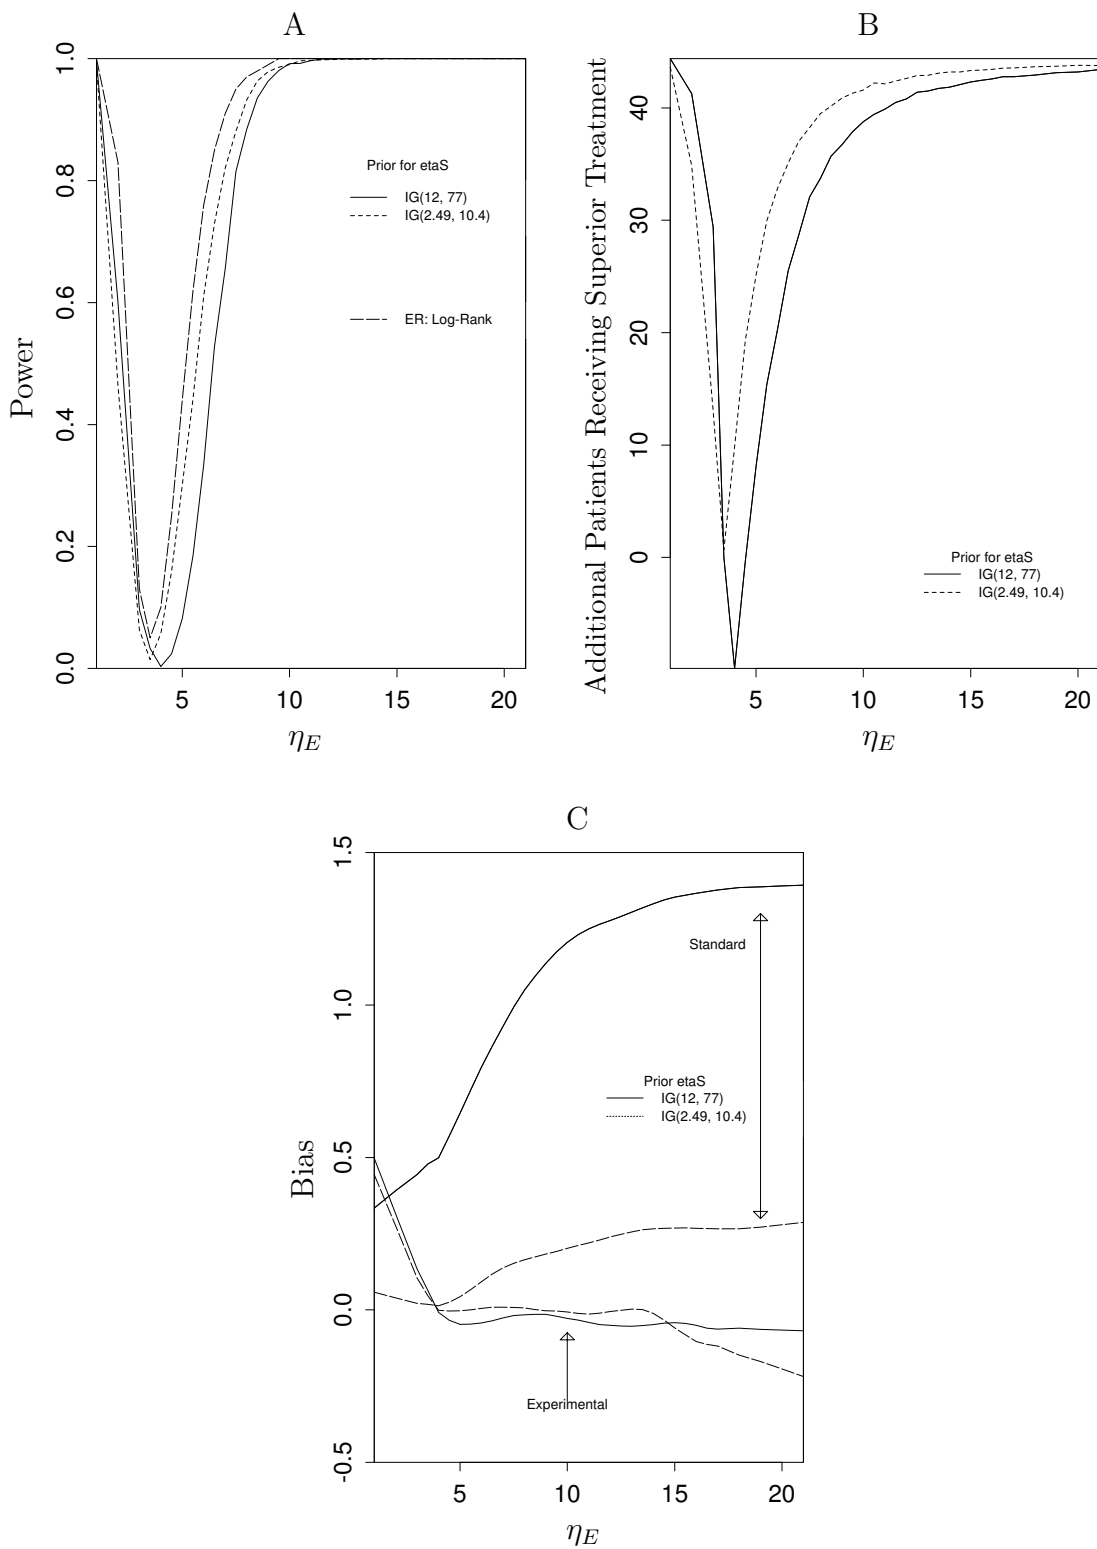 A
Power
1.0
0.8
0.6
0.4
0.2
0.0
Prior for etaS
IG(12, 77)
IG(2.49, 10.4)
ER: Log-Rank
5 10 15 20
η_E
B
Additional Patients Receiving Superior Treatment
40
30
20
10
0
Prior for etaS
IG(12, 77)
IG(2.49, 10.4)
5 10 15 20
η_E
C
Bias
1.5
1.0
0.5
0.0
-0.5
Standard
Prior etaS
IG(12, 77)
IG(2.49, 10.4)
Experimental
5 10 15 20
η_E